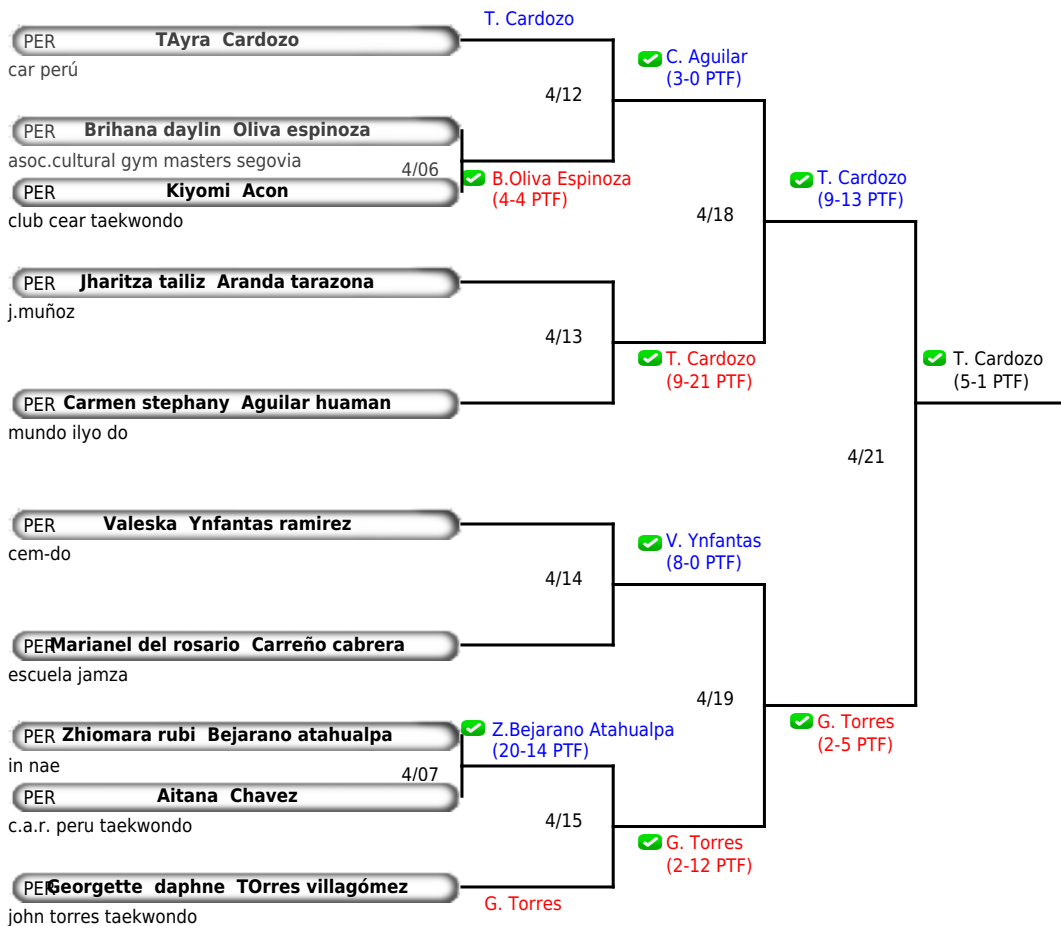 T. Cardozo
PER TAyra Cardozo
car perú
C. Aguilar
(3-0 PTF)
4/12
PER Brihana daylin Oliva espinoza
asoc.cultural gym masters segovia
4/06
PER Kiyomi Acon
club cear taekwondo
B.Oliva Espinoza
(4-4 PTF)
T. Cardozo
(9-13 PTF)
4/18
PER Jharitza tailiz Aranda tarazona
j.muñoz
4/13
T. Cardozo
(9-21 PTF)
T. Cardozo
(5-1 PTF)
PER Carmen stephany Aguilar huaman
mundo ilyo do
4/21
PER Valeska Ynfantas ramirez
cem-do
V. Ynfantas
(8-0 PTF)
4/14
PER Marianel del rosario Carreño cabrera
escuela jamza
4/19
PER Zhiomara rubi Bejarano atahualpa
in nae
Z.Bejarano Atahualpa
(20-14 PTF)
G. Torres
(2-5 PTF)
4/07
PER Aitana Chavez
c.a.r. peru taekwondo
4/15
G. Torres
(2-12 PTF)
PER Georgette daphne TOrres villagómez
john torres taekwondo
G. Torres